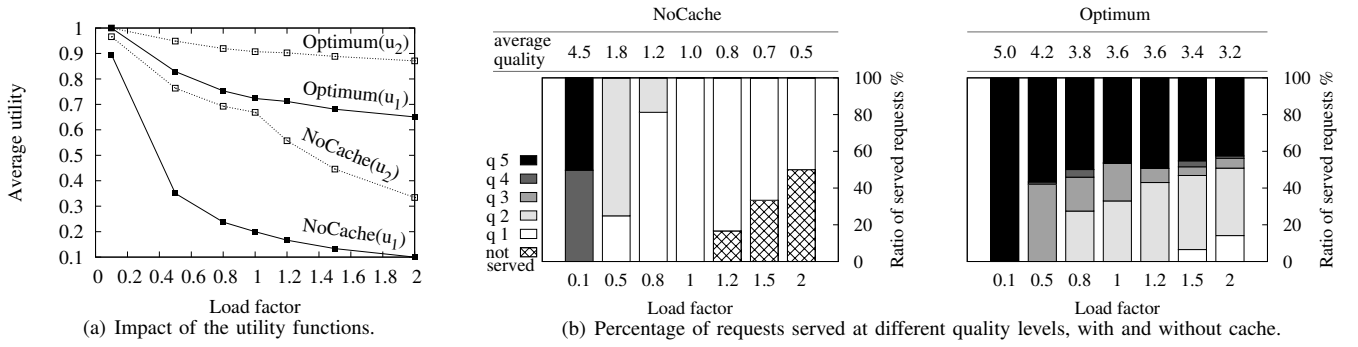 1
0.9
0.8
0.7
0.6
0.5
0.4
0.3
0.2
0.1
Average utility
Optimum(u2)
Optimum(u1)
NoCache(u2)
NoCache(u1)
0 0.2 0.4 0.6 0.8 1 1.2 1.4 1.6 1.8 2
Load factor
(a) Impact of the utility functions.
NoCache
average quality
4.5 1.8 1.2 1.0 0.8 0.7 0.5
q 5
q 4
q 3
q 2
q 1
not served
100
80
60
40
20
0
Ratio of served requests %
0.1 0.5 0.8 1 1.2 1.5 2
Load factor
Optimum
5.0 4.2 3.8 3.6 3.6 3.4 3.2
100
80
60
40
20
0
Ratio of served requests %
0.1 0.5 0.8 1 1.2 1.5 2
Load factor
(b) Percentage of requests served at different quality levels, with and without cache.